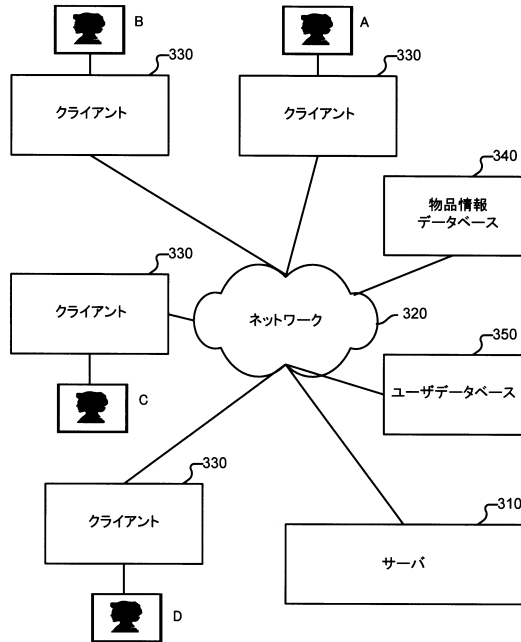 B
A
330
330
クライアント
クライアント
340
物品情報
データベース
330
クライアント
ネットワーク
320
350
ユーザデータベース
C
330
クライアント
310
サーバ
D